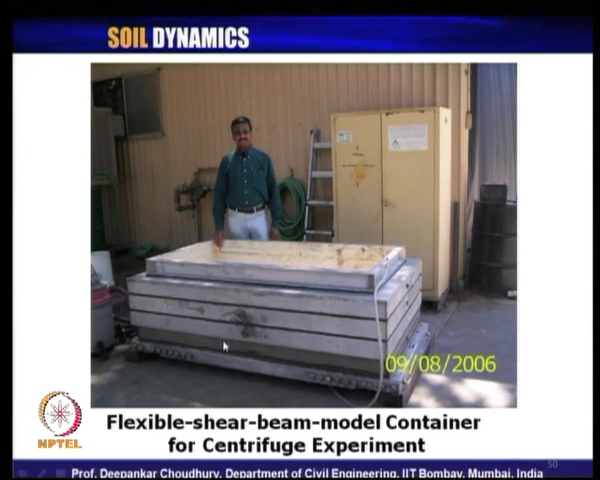 SOIL DYNAMICS
09/08/2006
Flexible-shear-beam-model Container
for Centrifuge Experiment
NPTEL
50
Prof. Deepankar Choudhury, Department of Civil Engineering, IIT Bombay, Mumbai, India